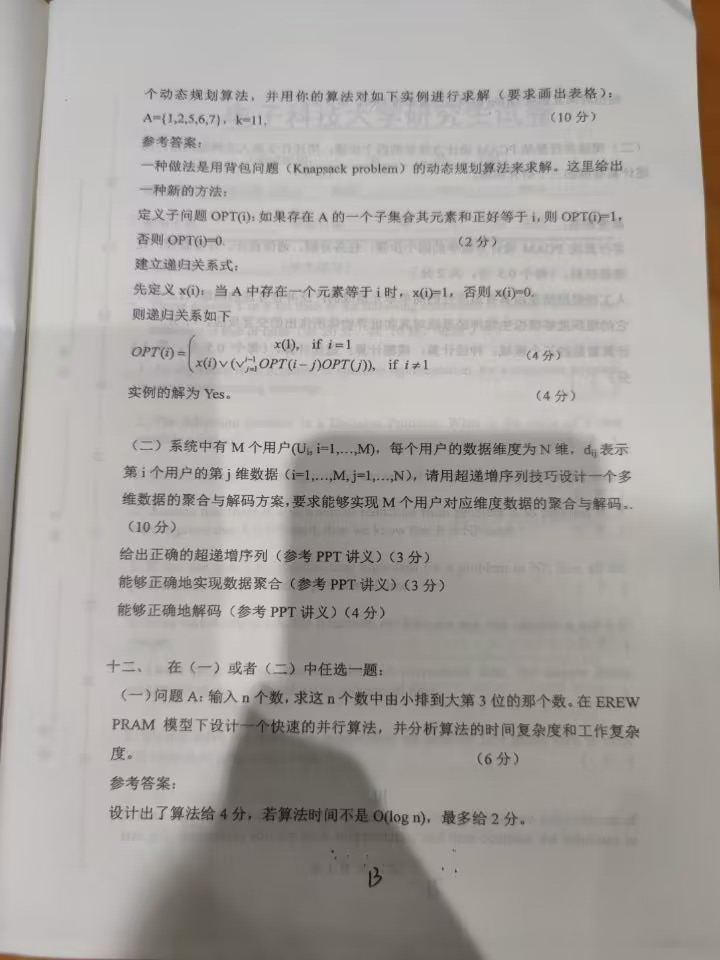 个动态规划算法，并用你的算法对如下实例进行求解（要求画出表格）：
A={1,2,5,6,7}，k=11. （10 分）
参考答案：
一种做法是用背包问题（Knapsack problem）的动态规划算法来求解。这里给出
一种新的方法：
定义子问题 OPT(i)：如果存在 A 的一个子集合其元素和正好等于 i，则 OPT(i)=1，
否则 OPT(i)=0. （2 分）
建立递归关系式：
先定义 x(i)：当 A 中存在一个元素等于 i 时，x(i)=1，否则 x(i)=0.
则递归关系如下
OPT(i) = { x(1), if i = 1
x(i)∨(∨_{j=1}^{i-1} OPT(i−j)OPT(j)), if i ≠ 1 （4 分）
实例的解为 Yes。 （4 分）
（二）系统中有 M 个用户(U_i, i=1,…,M)，每个用户的数据维度为 N 维，d_{ij} 表示
第 i 个用户的第 j 维数据（i=1,…,M, j=1,…,N），请用超递增序列技巧设计一个多
维数据的聚合与解码方案，要求能够实现 M 个用户对应维度数据的聚合与解码。.
（10 分）
给出正确的超递增序列（参考 PPT 讲义）（3 分）
能够正确地实现数据聚合（参考 PPT 讲义）（3 分）
能够正确地解码（参考 PPT 讲义）（4 分）
十二、 在（一）或者（二）中任选一题：
（一）问题 A：输入 n 个数，求这 n 个数中由小排到大第 3 位的那个数。在 EREW
PRAM 模型下设计一个快速的并行算法，并分析算法的时间复杂度和工作复杂
度。 （6 分）
参考答案：
设计出了算法给 4 分，若算法时间不是 O(log n)，最多给 2 分。
13